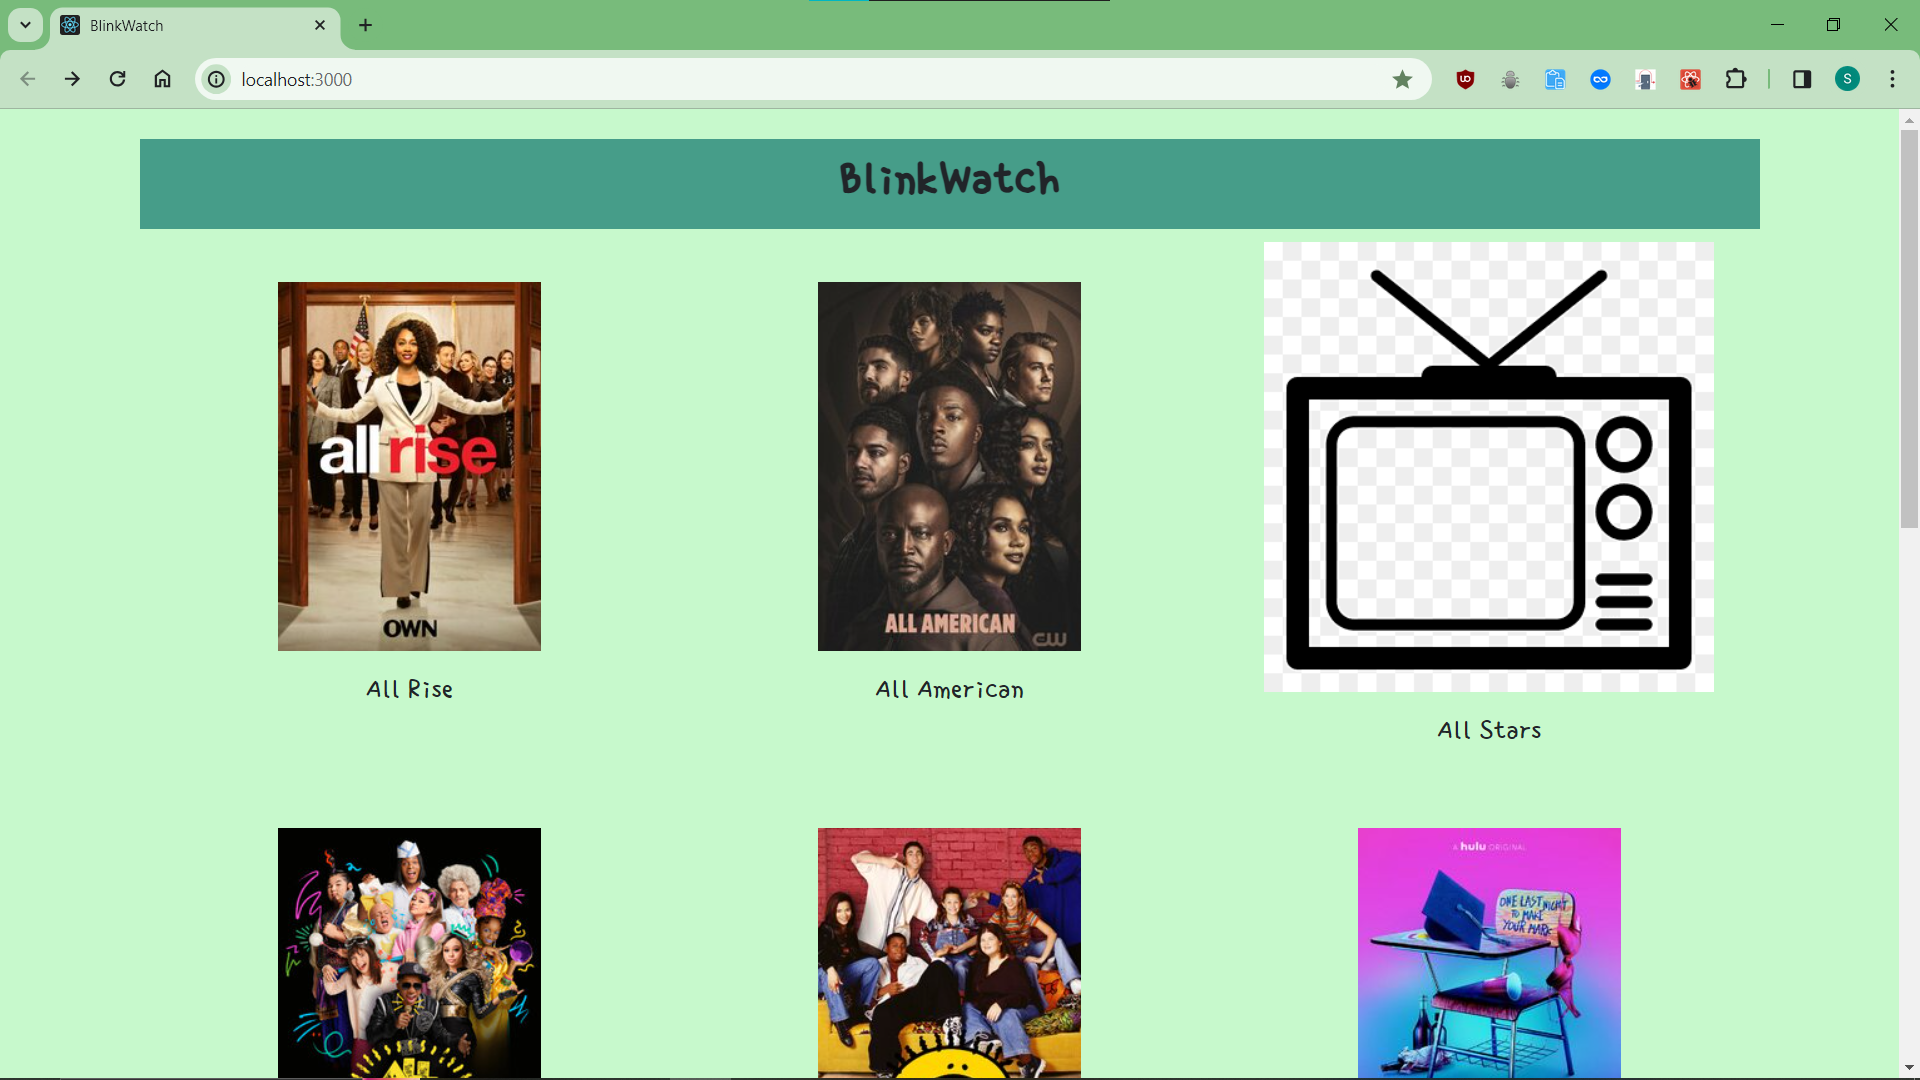 BlinkWatch
localhost:3000
S
BlinkWatch
all rise
OWN
All Rise
ALL AMERICAN
CW
All American
All Stars
A hulu ORIGINAL
ONE LAST NIGHT
TO MAKE
YOUR MARK